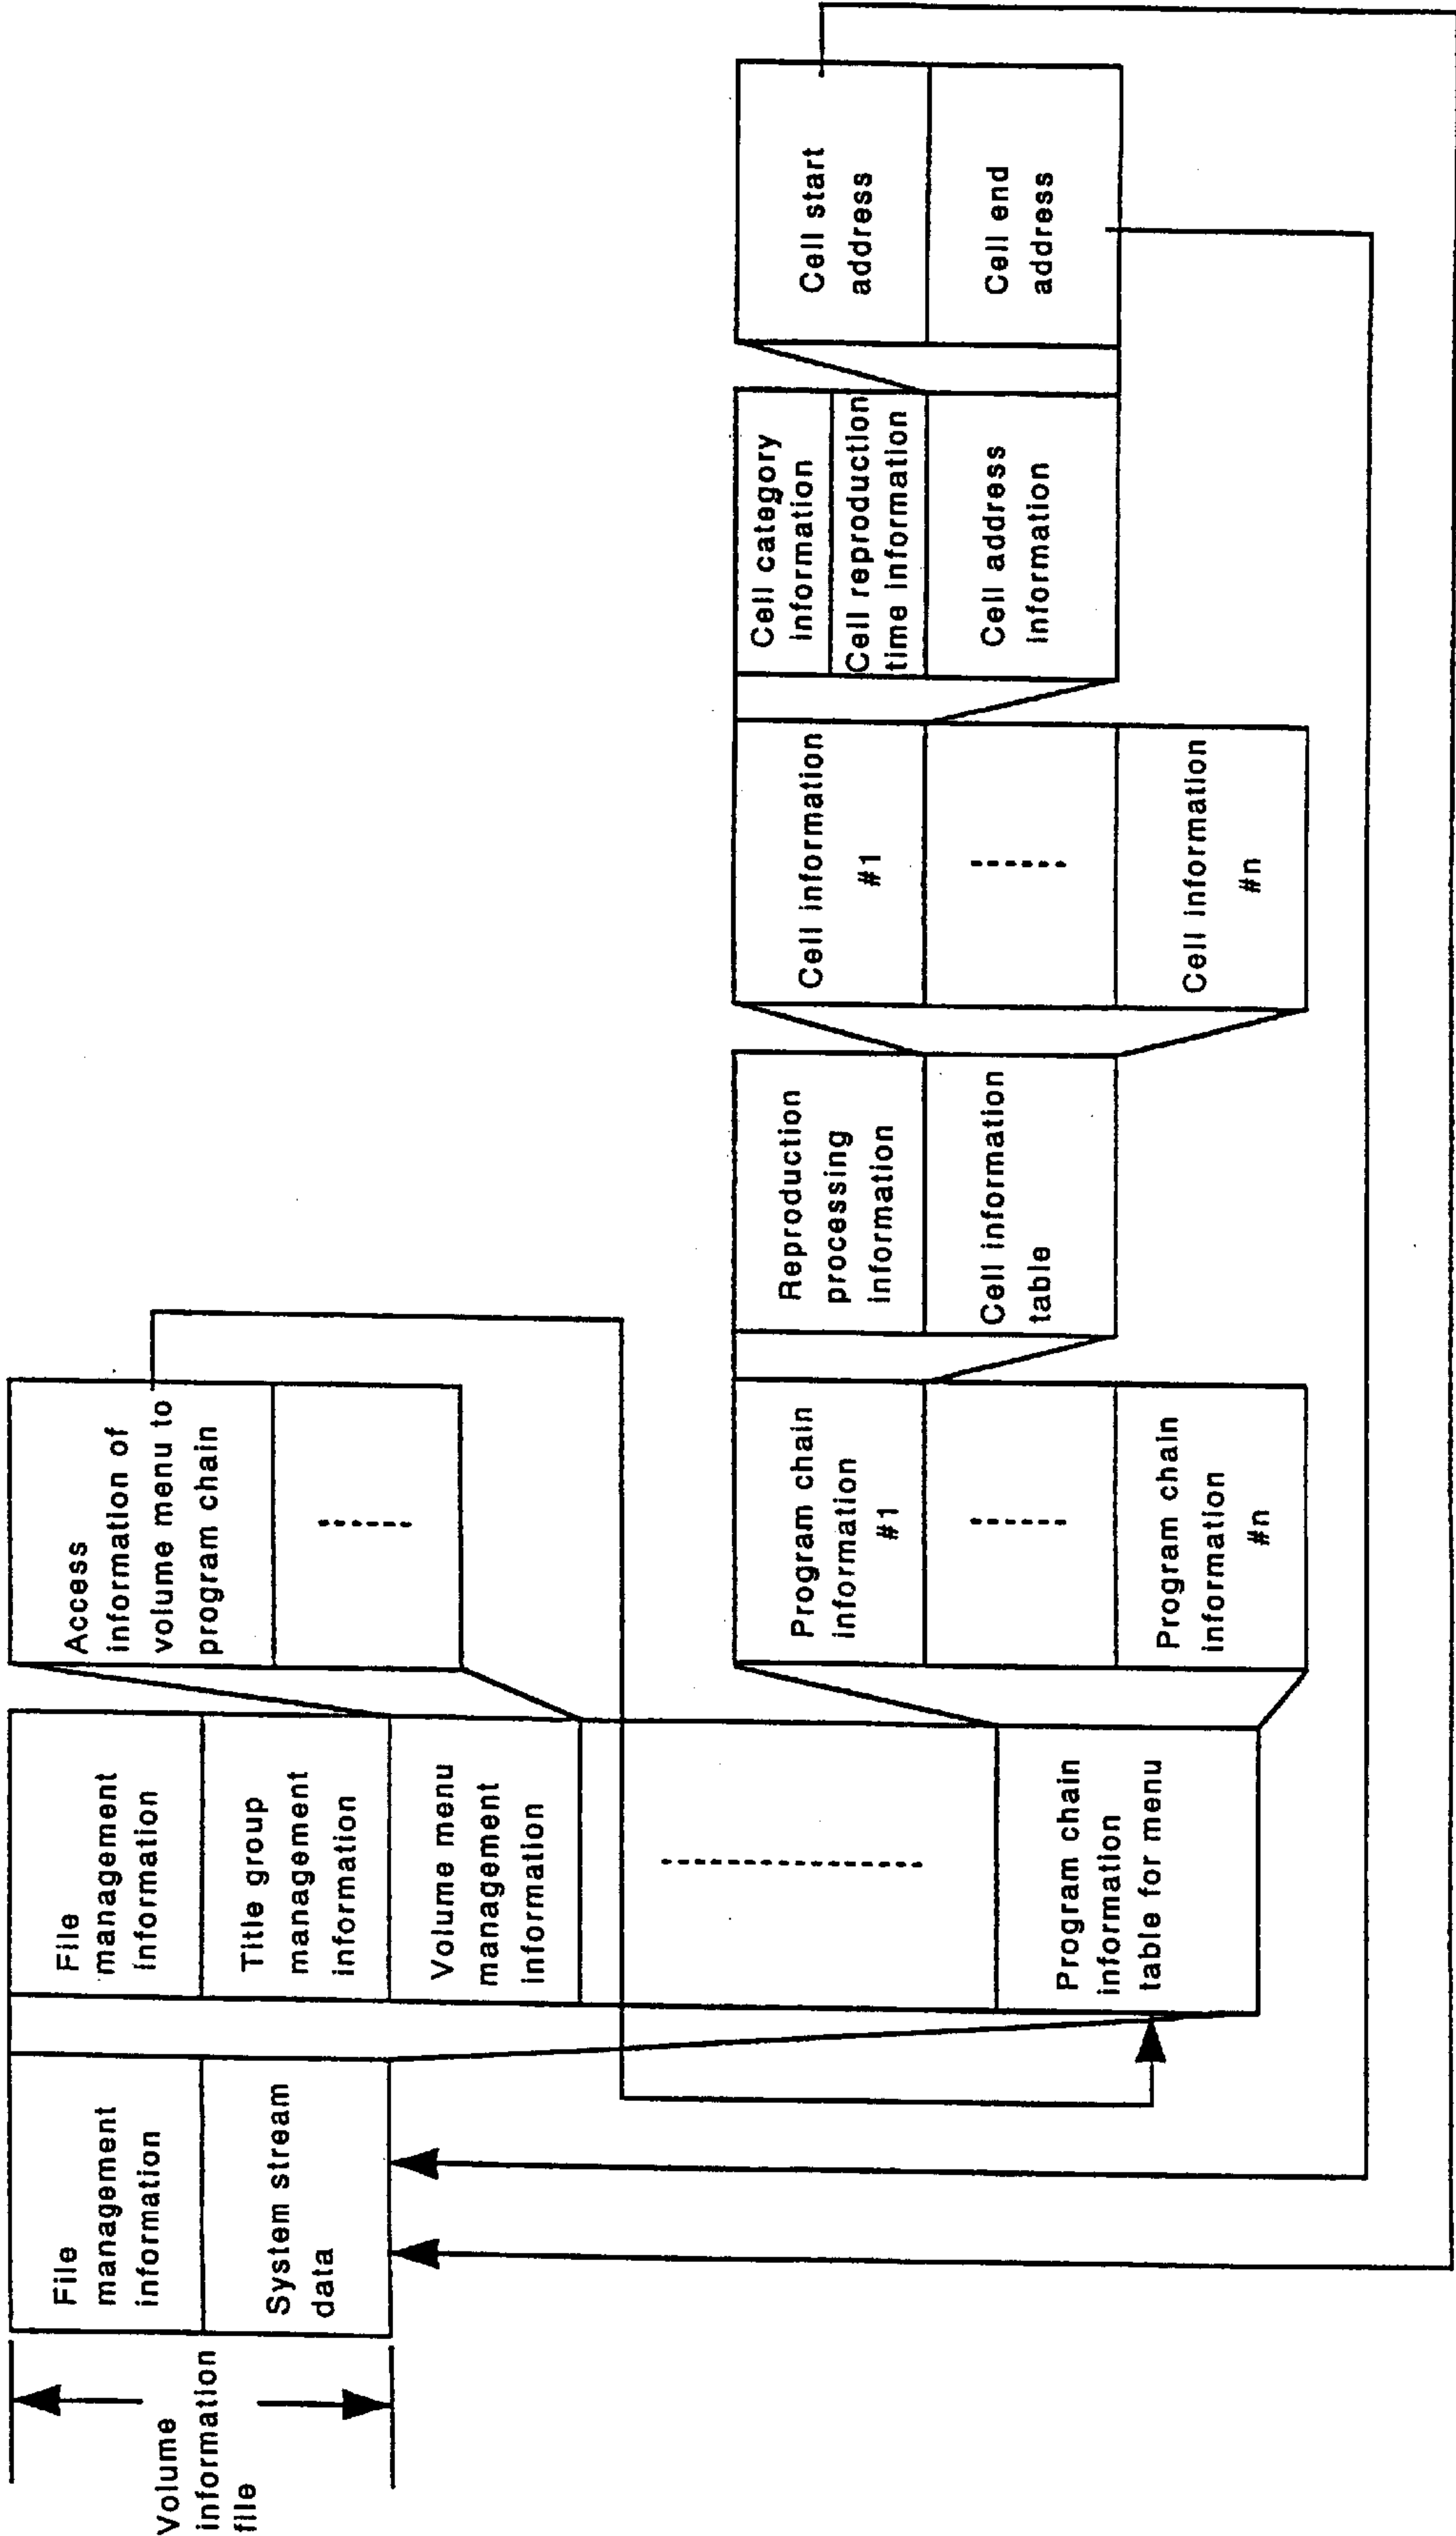 Volume
information
file
File
management
information
System stream
data
File
management
information
Title group
management
information
Volume menu
management
information
Program chain
information
table for menu
Access
information of
volume menu to
program chain
Program chain
information
#1
Program chain
information
#n
Reproduction
processing
information
Cell information
table
Cell information
#1
Cell information
#n
Cell category
information
Cell reproduction
time information
Cell address
information
Cell start
address
Cell end
address